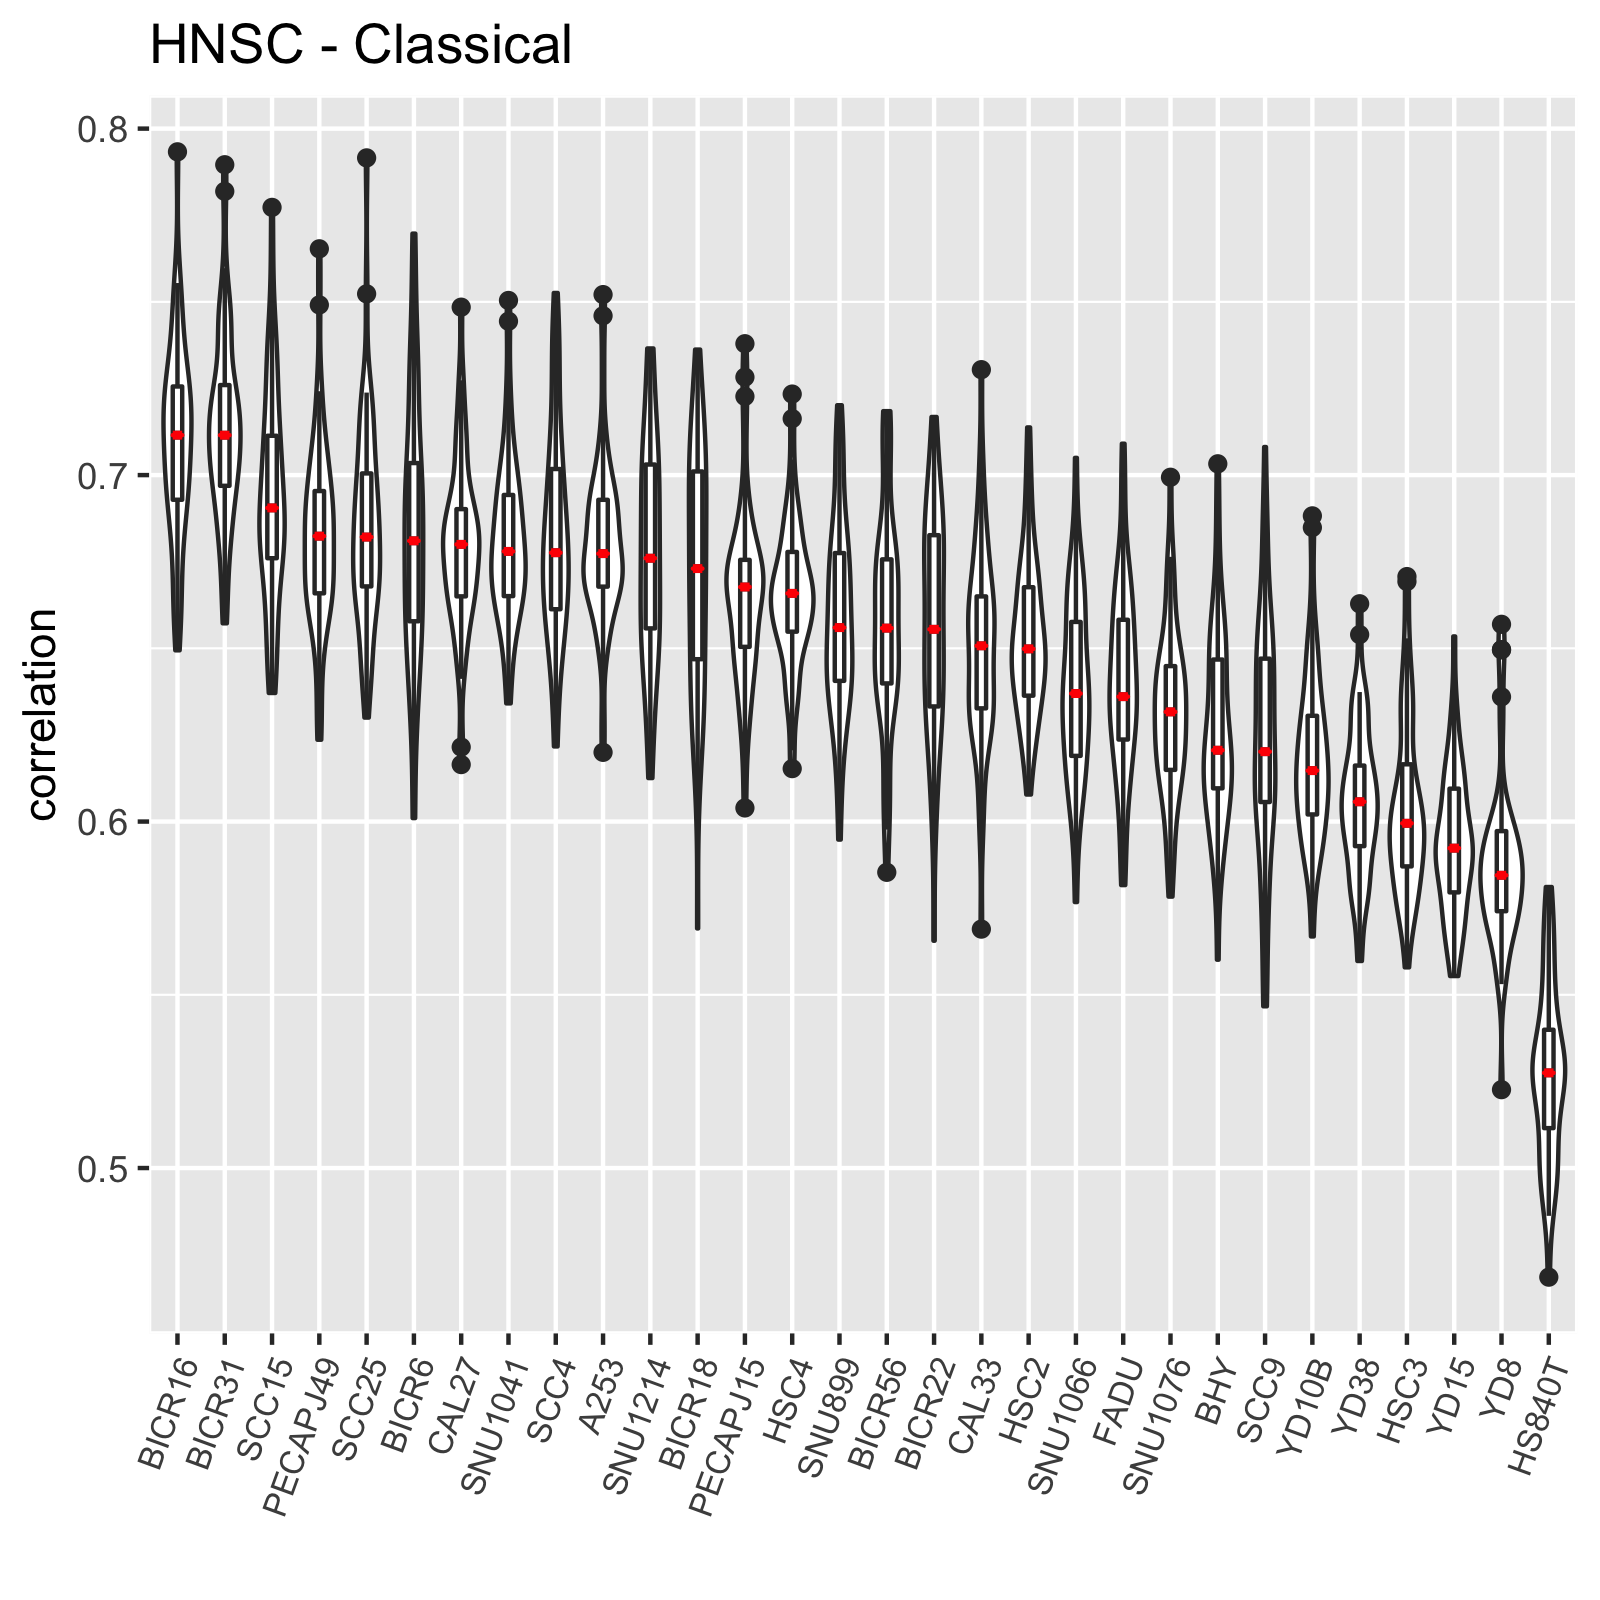 HNSC - Classical
correlation
0.8
0.7
0.6
0.5
BICR16
BICR31
SCC15
PECAPJ49
SCC25
BICR6
CAL27
SNU1041
SCC4
A253
SNU1214
BICR18
PECAPJ15
HSC4
SNU899
BICR56
BICR22
CAL33
HSC2
SNU1066
FADU
SNU1076
BHY
SCC9
YD10B
YD38
HSC3
YD15
YD8
HS840T